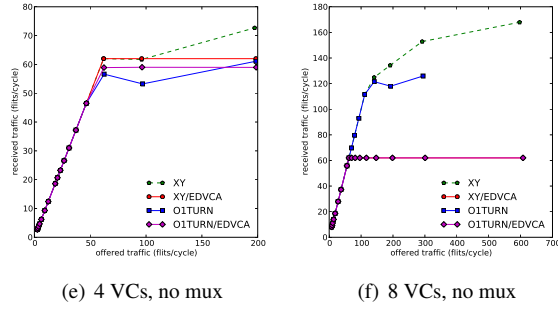 80
70
60
50
40
30
20
10
0
0 50 100 150 200
received traffic (flits/cycle)
offered traffic (flits/cycle)
XY
XY/EDVCA
O1TURN
O1TURN/EDVCA
(e) 4 VCs, no mux
180
160
140
120
100
80
60
40
20
0
0 100 200 300 400 500 600 700
received traffic (flits/cycle)
offered traffic (flits/cycle)
XY
XY/EDVCA
O1TURN
O1TURN/EDVCA
(f) 8 VCs, no mux